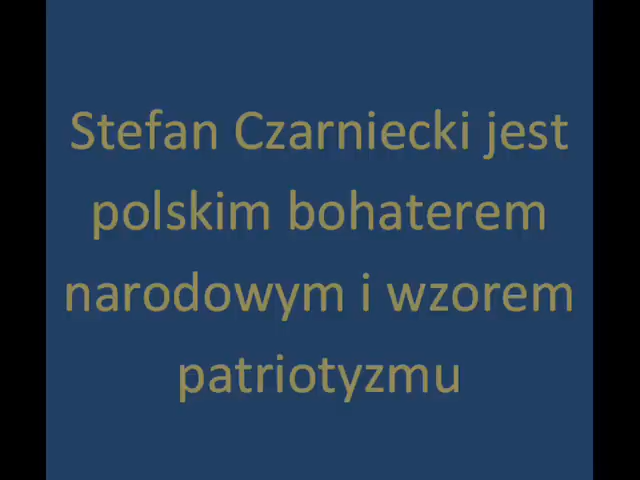 Stefan Czarniecki jest
polskim bohaterem
narodowym i wzorem
patriotyzmu